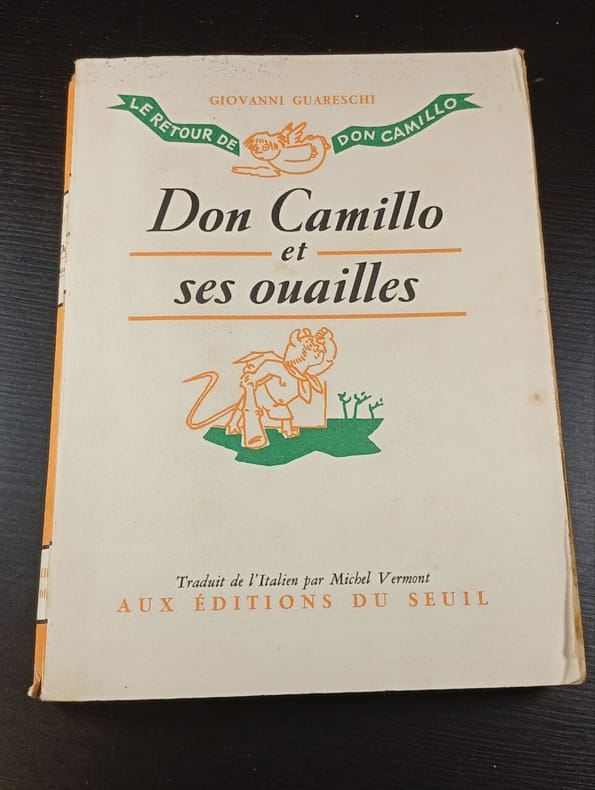 GIOVANNI GUARESCHI
LE RETOUR DE DON CAMILLO
Don Camillo
et
ses ouailles
Traduit de l'Italien par Michel Vermont
AUX ÉDITIONS DU SEUIL